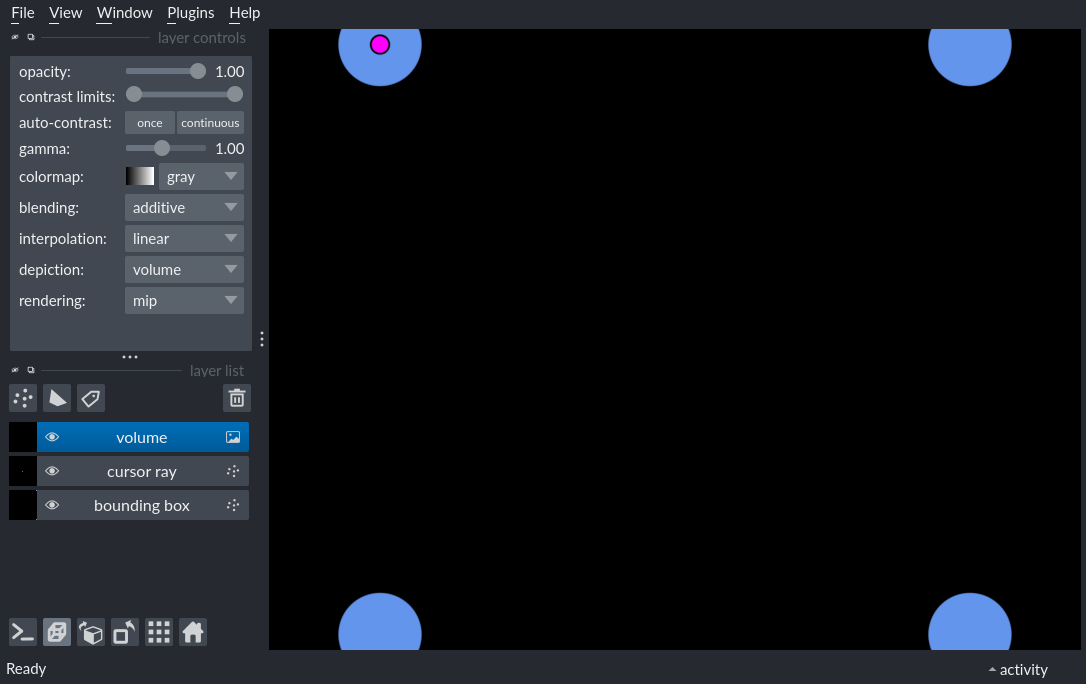 File View Window Plugins Help
layer controls
opacity: 1.00
contrast limits:
auto-contrast: once continuous
gamma: 1.00
colormap: gray
blending: additive
interpolation: linear
depiction: volume
rendering: mip
layer list
volume
cursor ray
bounding box
Ready activity